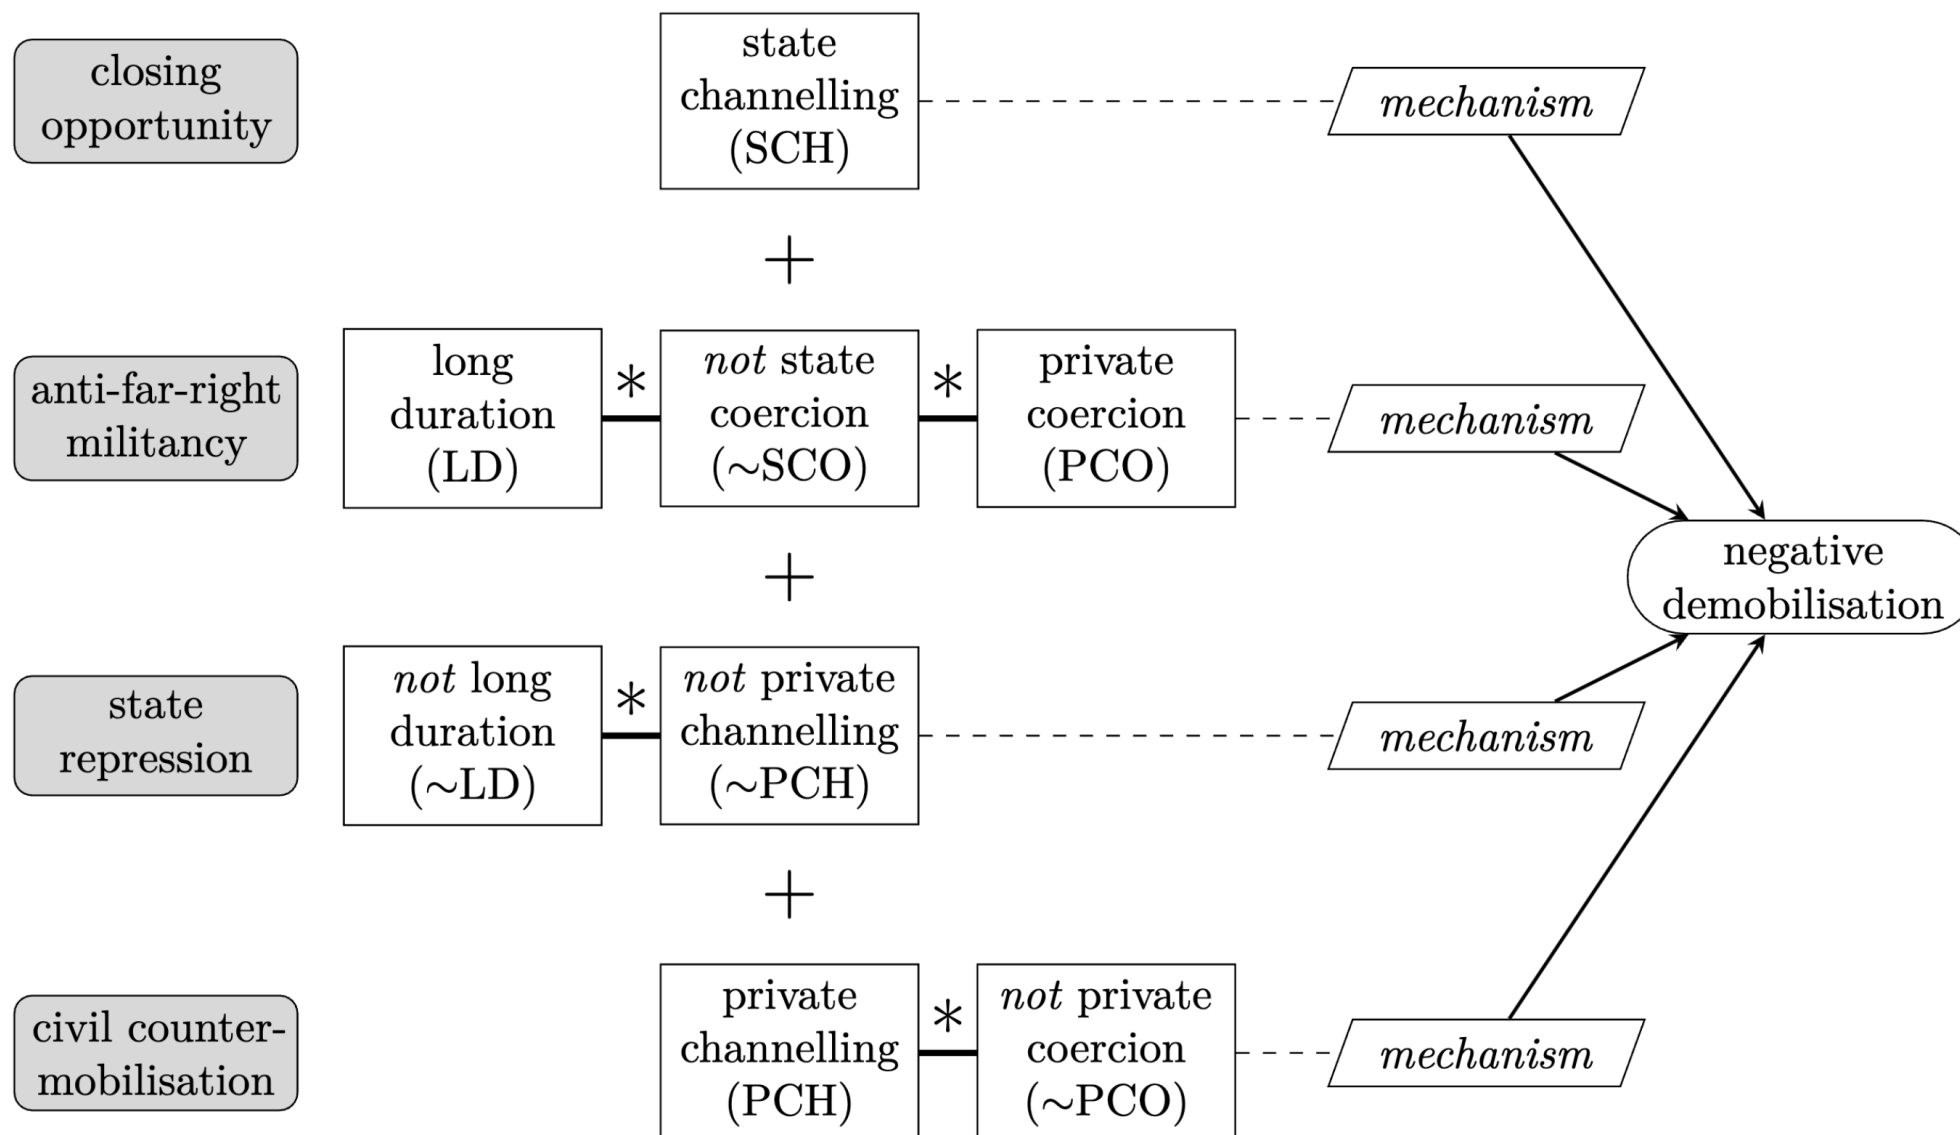 closing
opportunity
state
channelling
(SCH)
mechanism
+
anti-far-right
militancy
long
duration
(LD)
*
not state
coercion
(~SCO)
*
private
coercion
(PCO)
mechanism
+
negative
demobilisation
state
repression
not long
duration
(~LD)
*
not private
channelling
(~PCH)
mechanism
+
civil counter-
mobilisation
private
channelling
(PCH)
*
not private
coercion
(~PCO)
mechanism